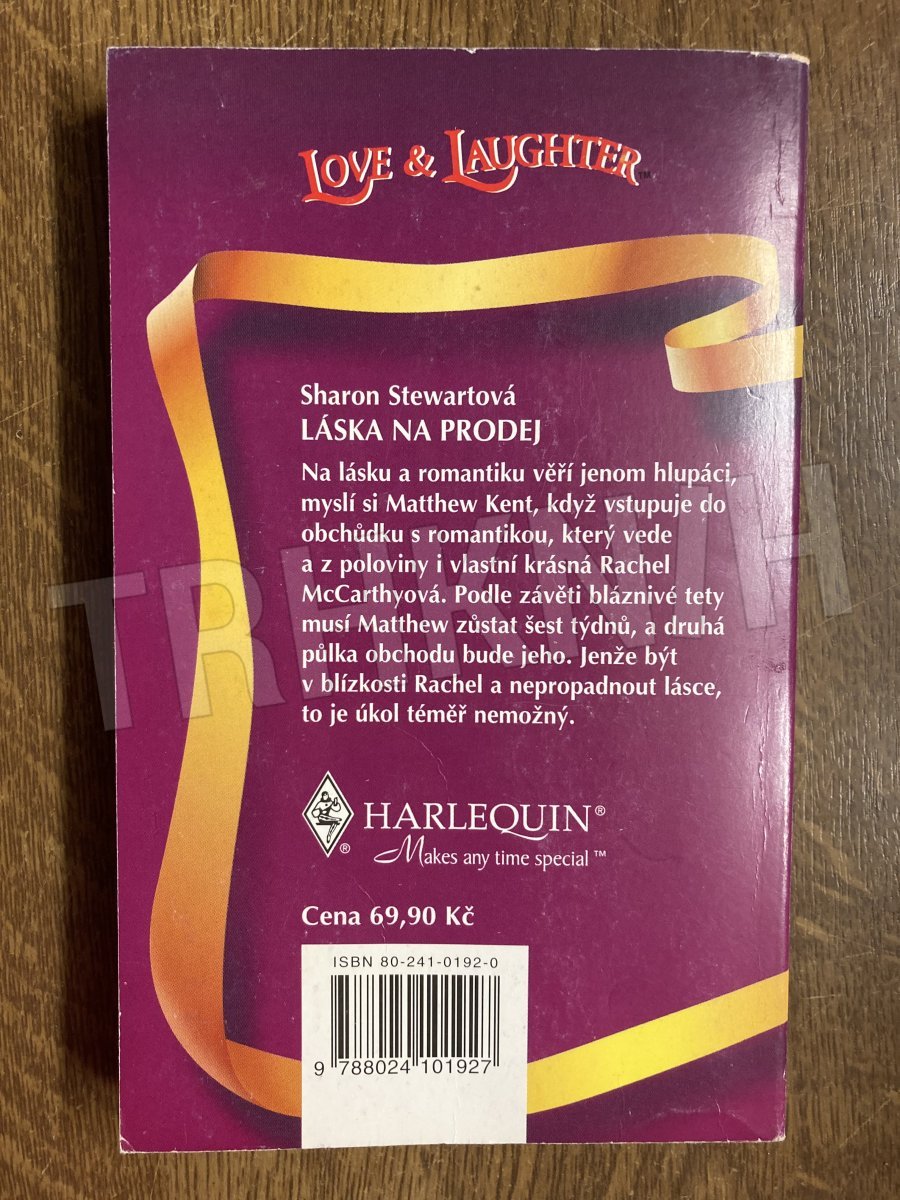 LOVE & LAUGHTER™
Sharon Stewartová
LÁSKA NA PRODEJ
Na lásku a romantiku věří jenom hlupáci,
myslí si Matthew Kent, když vstupuje do
obchůdku s romantikou, který vede
a z poloviny i vlastní krásná Rachel
McCarthyová. Podle závěti bláznivé tety
musí Matthew zůstat šest týdnů, a druhá
půlka obchodu bude jeho. Jenže být
v blízkosti Rachel a nepropadnout lásce,
to je úkol téměř nemožný.
TRHKNIH
® HARLEQUIN®
Makes any time special™
Cena 69,90 Kč
ISBN 80-241-0192-0
9 788024 101927